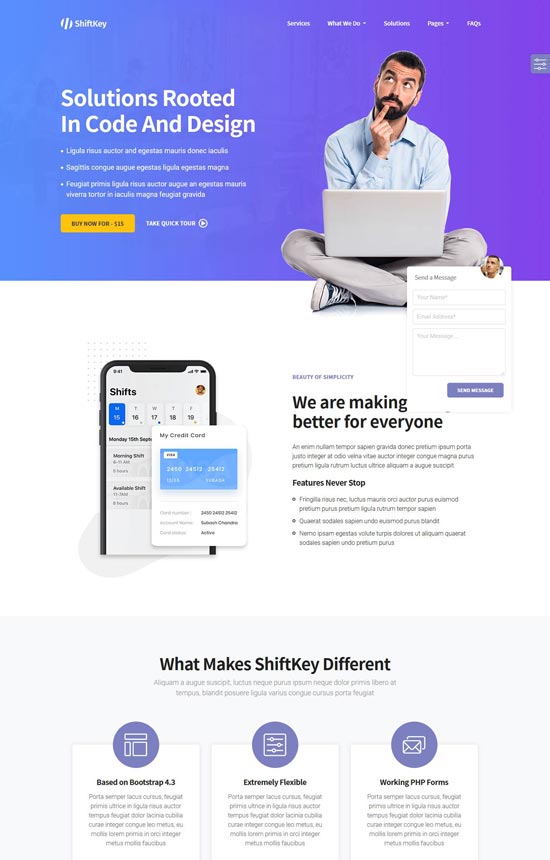 ShiftKey
Services
What We Do
Solutions
Pages
FAQs
Solutions Rooted
In Code And Design
Ligula risus auctor and egestas mauris donec iaculis
Sagittis congue augue egestas ligula egestas magna
Feugiat primis ligula risus auctor augue an egestas mauris
viverra tortor in iaculis magna feugiat gravida
BUY NOW FOR - $15
TAKE QUICK TOUR
Send a Message
Your Name*
Email Address*
Your Message ...
SEND MESSAGE
9:41
Shifts
M T W T F S
15 16 17 18 19 20
Monday 15th Sept
Morning Shift
6-11 AM
5 hours
Available Shift
11-7AM
8 hours
My Credit Card
VISA
2450 24512 25412
12/25 SUBASH
Card number : 2450 24512 25412
Account Name: Subash Chandra
Card status: Active
BEAUTY OF SIMPLICITY
We are making
better for everyone
An enim nullam tempor sapien gravida donec pretium ipsum porta
justo integer at odio velna vitae auctor integer congue magna purus
pretium ligula rutrum luctus ultrice aliquam a augue suscipit
Features Never Stop
Fringilla risus nec, luctus mauris orci auctor purus euismod
pretium purus pretium ligula rutrum tempor sapien
Quaerat sodales sapien undo euismod purus blandit
Nemo ipsam egestas volute turpis dolores ut aliquam quaerat
sodales sapien undo pretium purus
What Makes ShiftKey Different
Aliquam a augue suscipit, luctus neque purus ipsum neque dolor primis libero at
tempus, blandit posuere ligula varius congue cursus porta feugiat
Based on Bootstrap 4.3
Porta semper lacus cursus, feugiat
primis ultrice in ligula risus auctor
tempus feugiat dolor lacinia cubilia
curae integer congue leo metus, eu
mollis lorem primis in orci integer
metus mollis faucibus
Extremely Flexible
Porta semper lacus cursus, feugiat
primis ultrice in ligula risus auctor
tempus feugiat dolor lacinia cubilia
curae integer congue leo metus, eu
mollis lorem primis in orci integer
metus mollis faucibus
Working PHP Forms
Porta semper lacus cursus, feugiat
primis ultrice in ligula risus auctor
tempus feugiat dolor lacinia cubilia
curae integer congue leo metus, eu
mollis lorem primis in orci integer
metus mollis faucibus